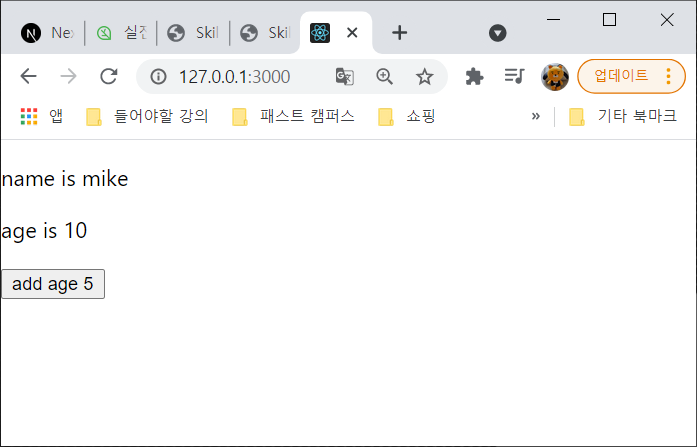 Nex 실전 Skil Skil
127.0.0.1:3000 업데이트
앱 들어야할 강의 패스트 캠퍼스 쇼핑 » 기타 북마크
name is mike
age is 10
add age 5